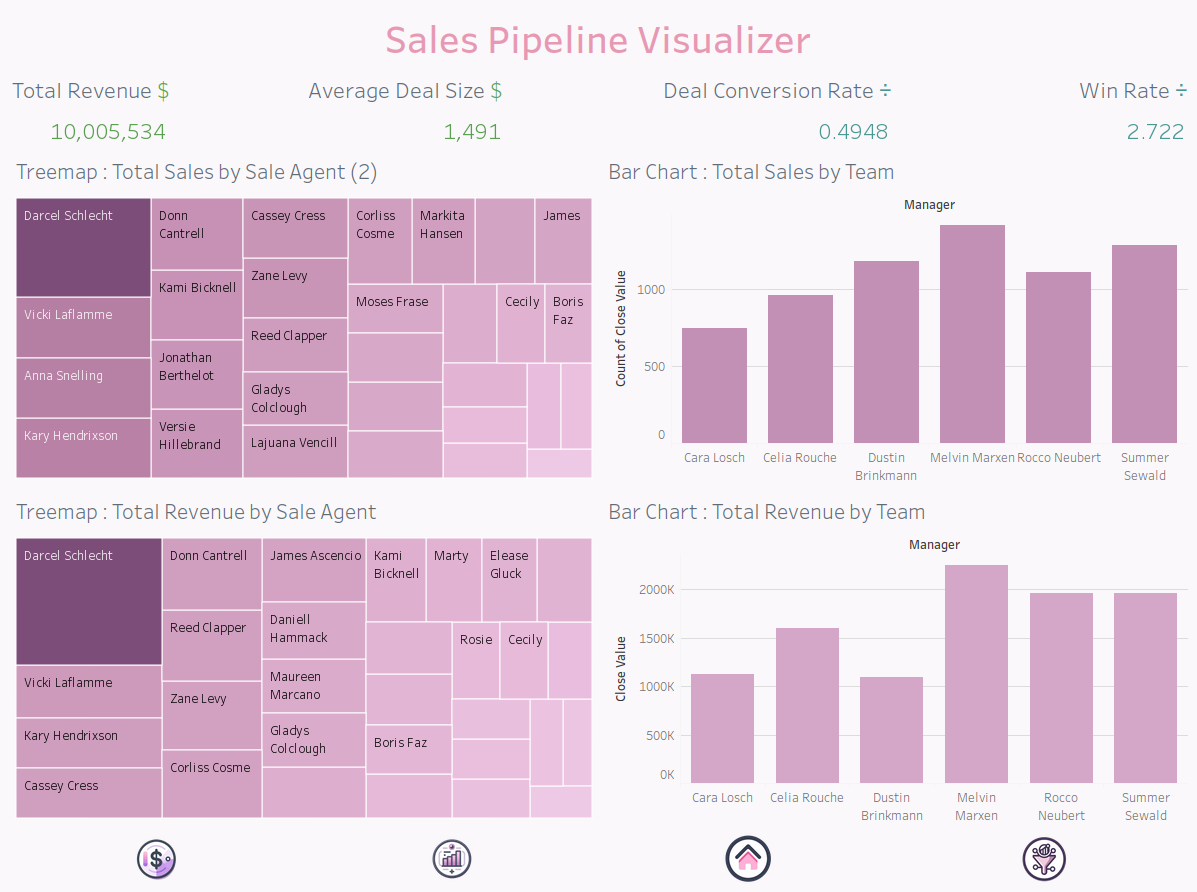 Sales Pipeline Visualizer
Total Revenue $
Average Deal Size $
Deal Conversion Rate ÷
Win Rate ÷
10,005,534
1,491
0.4948
2.722
Treemap : Total Sales by Sale Agent (2)
Darcel Schlecht
Vicki Laflamme
Anna Snelling
Kary Hendrixson
Donn
Cantrell
Kami Bicknell
Jonathan
Berthelot
Versie
Hillebrand
Cassey Cress
Zane Levy
Reed Clapper
Gladys
Colclough
Lajuana Vencill
Corliss
Cosme
Markita
Hansen
James
Moses Frase
Cecily
Boris
Faz
Bar Chart : Total Sales by Team
Manager
Count of Close Value
1000
500
0
Cara Losch
Celia Rouche
Dustin
Brinkmann
Melvin Marxen
Rocco Neubert
Summer
Sewald
Treemap : Total Revenue by Sale Agent
Darcel Schlecht
Vicki Laflamme
Kary Hendrixson
Cassey Cress
Donn Cantrell
Reed Clapper
Zane Levy
Corliss Cosme
James Ascencio
Daniell
Hammack
Maureen
Marcano
Gladys
Colclough
Kami
Bicknell
Marty
Elease
Gluck
Rosie
Cecily
Boris Faz
Bar Chart : Total Revenue by Team
Manager
Close Value
2000K
1500K
1000K
500K
0K
Cara Losch
Celia Rouche
Dustin
Brinkmann
Melvin
Marxen
Rocco
Neubert
Summer
Sewald
$